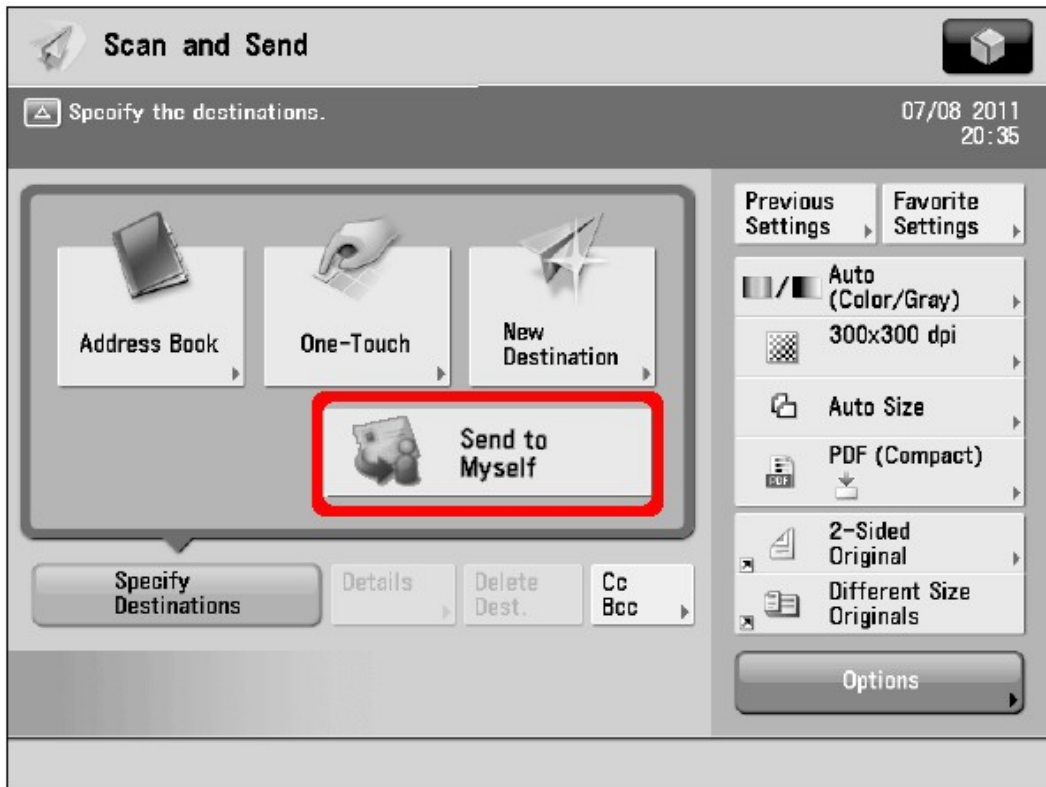 Scan and Send
Specify the destinations.
07/08 2011
20:35
Address Book
One-Touch
New
Destination
Send to
Myself
Specify
Destinations
Details
Delete
Dest.
Cc
Bcc
Previous
Settings
Favorite
Settings
Auto
(Color/Gray)
300x300 dpi
Auto Size
PDF (Compact)
PDF
2-Sided
Original
Different Size
Originals
Options